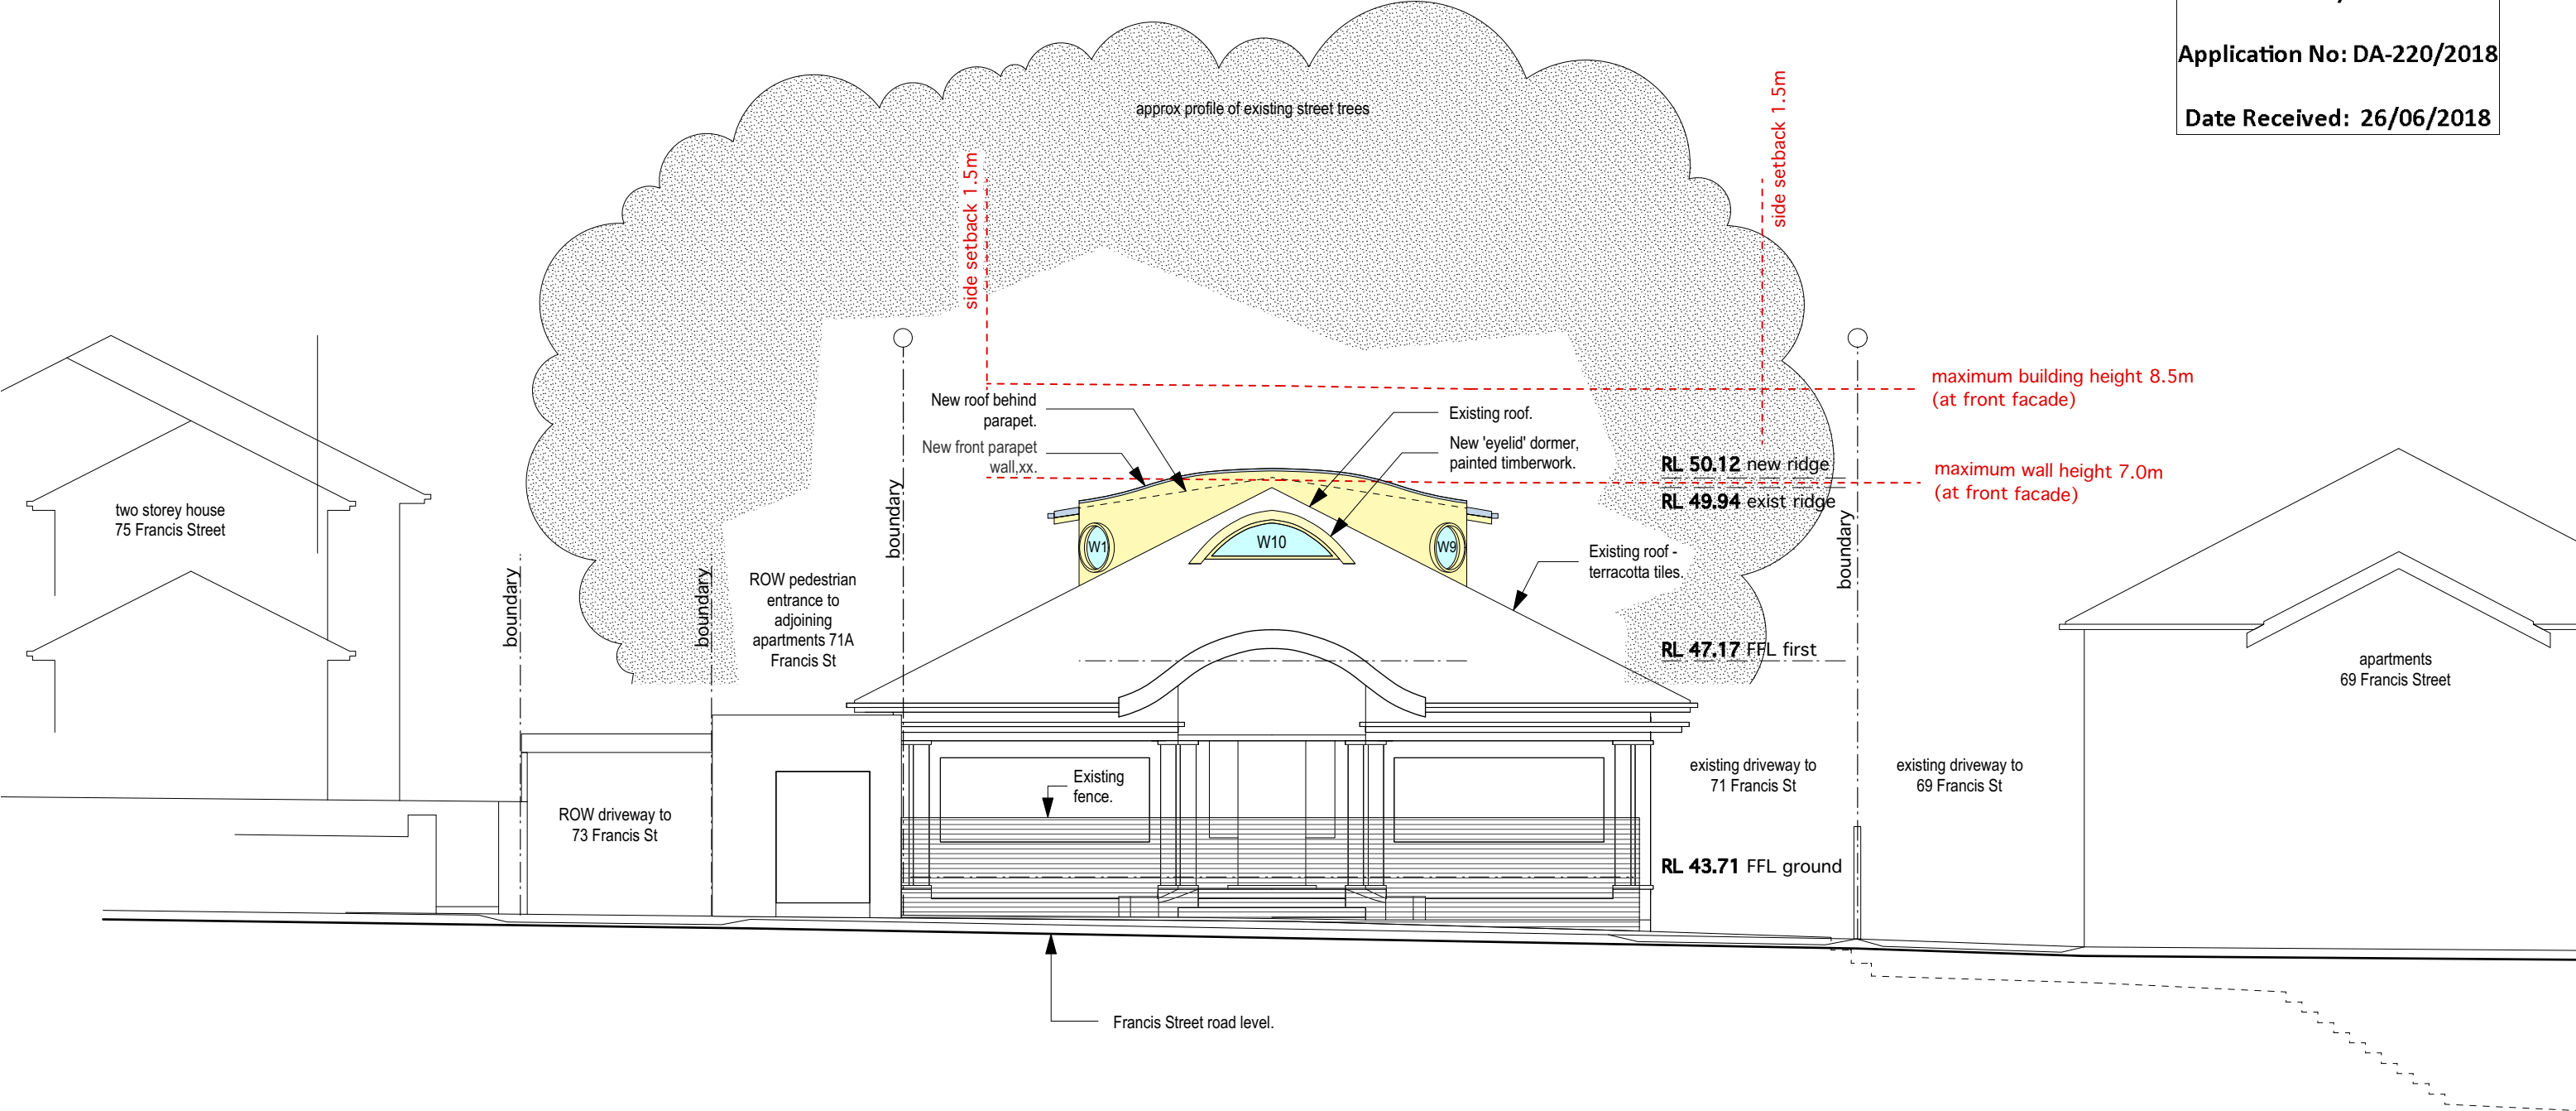 Application No: DA-220/2018
Date Received: 26/06/2018
approx profile of existing street trees
side setback 1.5m
side setback 1.5m
maximum building height 8.5m
(at front facade)
New roof behind
parapet.
New front parapet
wall,xx.
Existing roof.
New 'eyelid' dormer,
painted timberwork.
RL 50.12 new ridge
maximum wall height 7.0m
(at front facade)
RL 49.94 exist ridge
two storey house
75 Francis Street
boundary
boundary
boundary
boundary
W1
W10
W9
Existing roof -
terracotta tiles.
ROW pedestrian
entrance to
adjoining
apartments 71A
Francis St
RL 47.17 FFL first
apartments
69 Francis Street
existing driveway to
71 Francis St
existing driveway to
69 Francis St
Existing
fence.
ROW driveway to
73 Francis St
RL 43.71 FFL ground
Francis Street road level.